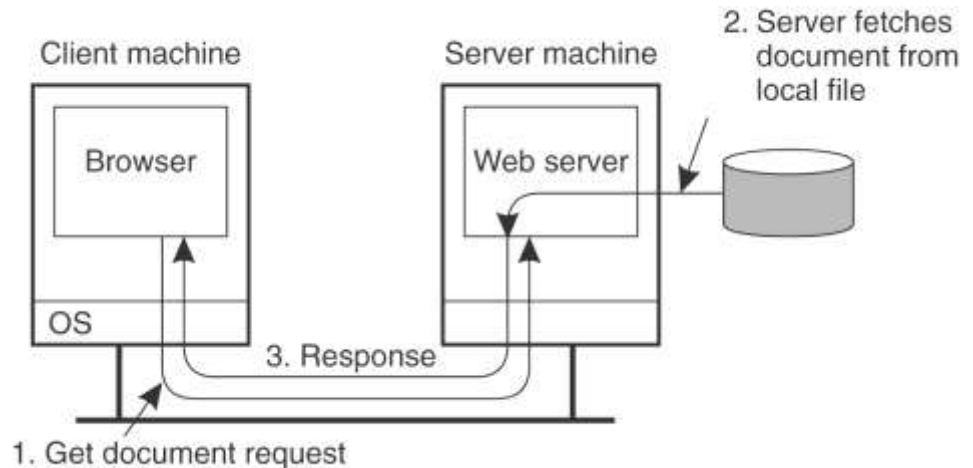 Client machine
Server machine
2. Server fetches
document from
local file
Browser
Web server
OS
3. Response
1. Get document request